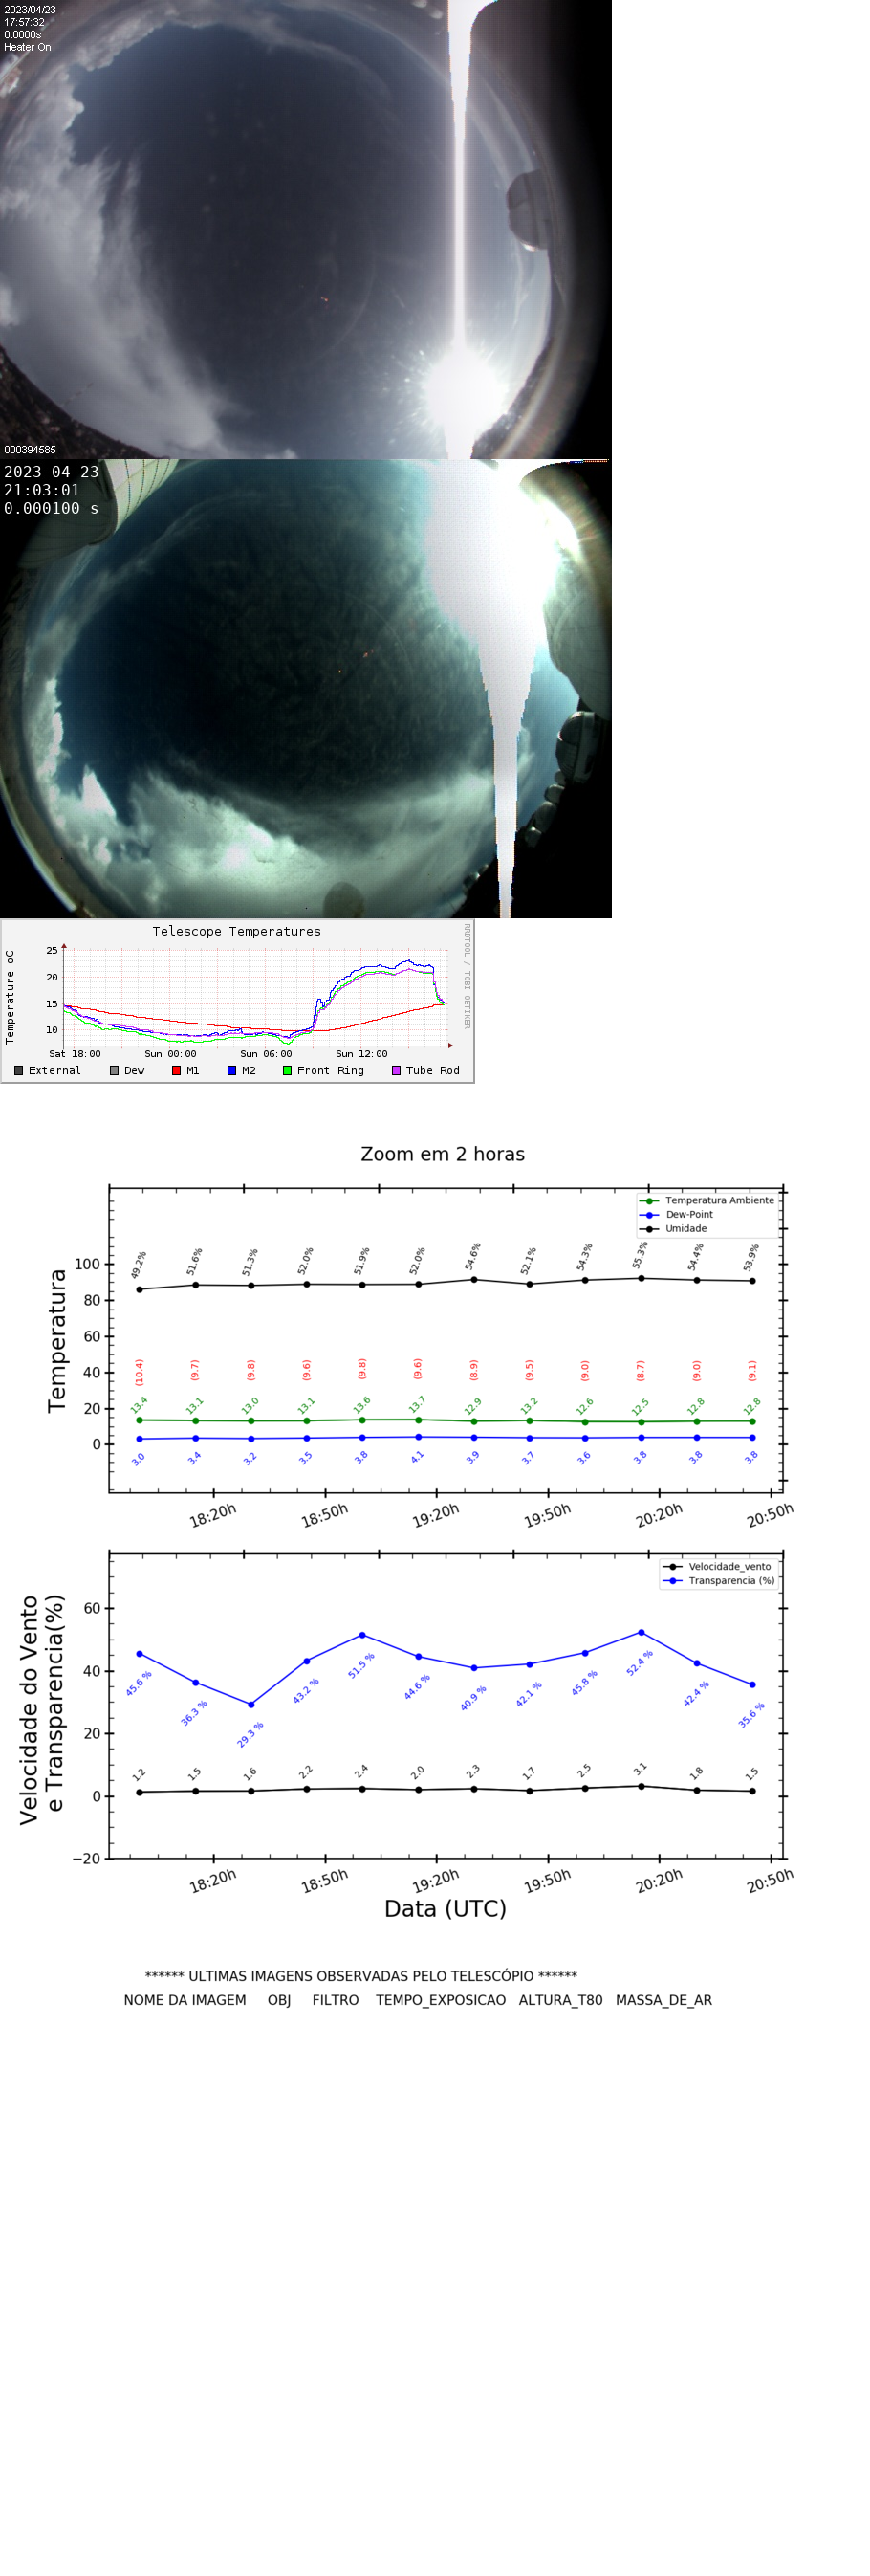 2023/04/23
17:57:32
0.0000s
Heater On
000394585
2023-04-23
21:03:01
0.000100 s
Telescope Temperatures
RRDTOOL / TOBI OETIKER
Temperature oC
25
20
15
10
Sat 18:00 Sun 00:00 Sun 06:00 Sun 12:00
External Dew M1 M2 Front Ring Tube Rod
Zoom em 2 horas
Temperatura Ambiente
Dew-Point
Umidade
Temperatura
100
80
60
40
20
0
49.2% 51.6% 51.3% 52.0% 51.9% 52.0% 54.6% 52.1% 54.3% 55.3% 54.4% 53.9%
(10.4) (9.7) (9.8) (9.6) (9.8) (9.6) (8.9) (9.5) (9.0) (8.7) (9.0) (9.1)
13.4 13.1 13.0 13.1 13.6 13.7 12.9 13.2 12.6 12.5 12.8 12.8
3.0 3.4 3.2 3.5 3.8 4.1 3.9 3.7 3.6 3.8 3.8 3.8
18:20h 18:50h 19:20h 19:50h 20:20h 20:50h
Velocidade_vento
Transparencia (%)
Velocidade do Vento
e Transparencia(%)
60
40
20
0
−20
45.6 % 36.3 % 29.3 % 43.2 % 51.5 % 44.6 % 40.9 % 42.1 % 45.8 % 52.4 % 42.4 % 35.6 %
1.2 1.5 1.6 2.2 2.4 2.0 2.3 1.7 2.5 3.1 1.8 1.5
18:20h 18:50h 19:20h 19:50h 20:20h 20:50h
Data (UTC)
****** ULTIMAS IMAGENS OBSERVADAS PELO TELESCÓPIO ******
NOME DA IMAGEM OBJ FILTRO TEMPO_EXPOSICAO ALTURA_T80 MASSA_DE_AR